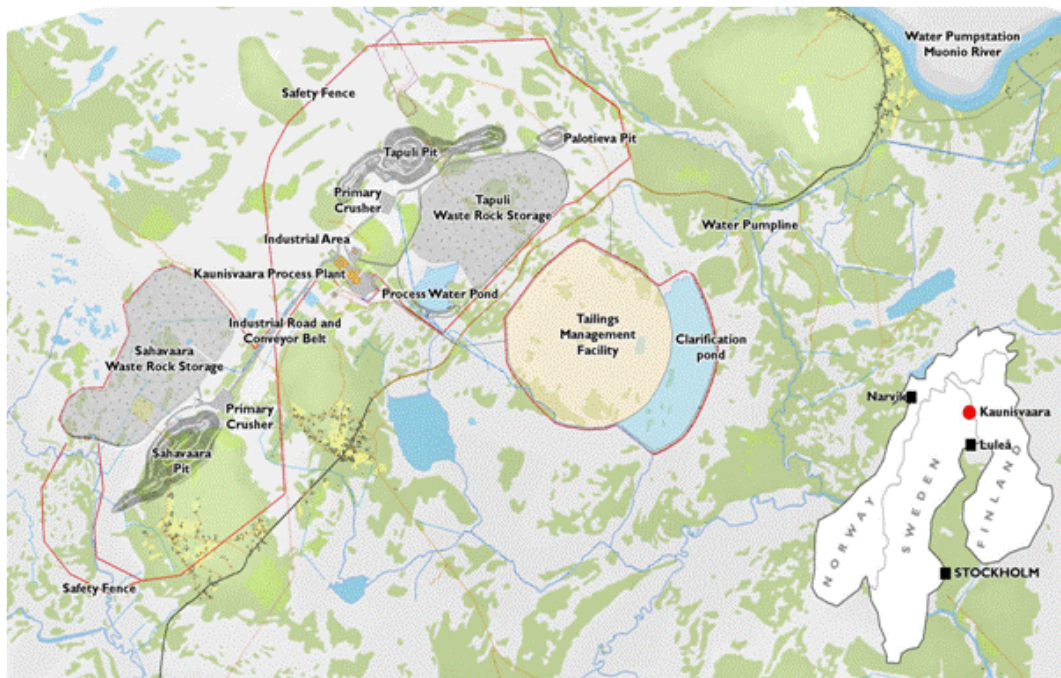 Water Pumpstation
Muonio River
Safety Fence
Palotieva Pit
Tapuli Pit
Primary
Crusher
Tapuli
Waste Rock Storage
Water Pumpline
Industrial Area
Kaunisvaara Process Plant
Process Water Pond
Industrial Road and
Conveyor Belt
Tailings
Management
Facility
Clarification
pond
Sahavaara
Waste Rock Storage
Primary
Crusher
Sahavaara
Pit
Safety Fence
Narvik
Kaunisvaara
Luleå
NORWAY
SWEDEN
FINLAND
STOCKHOLM